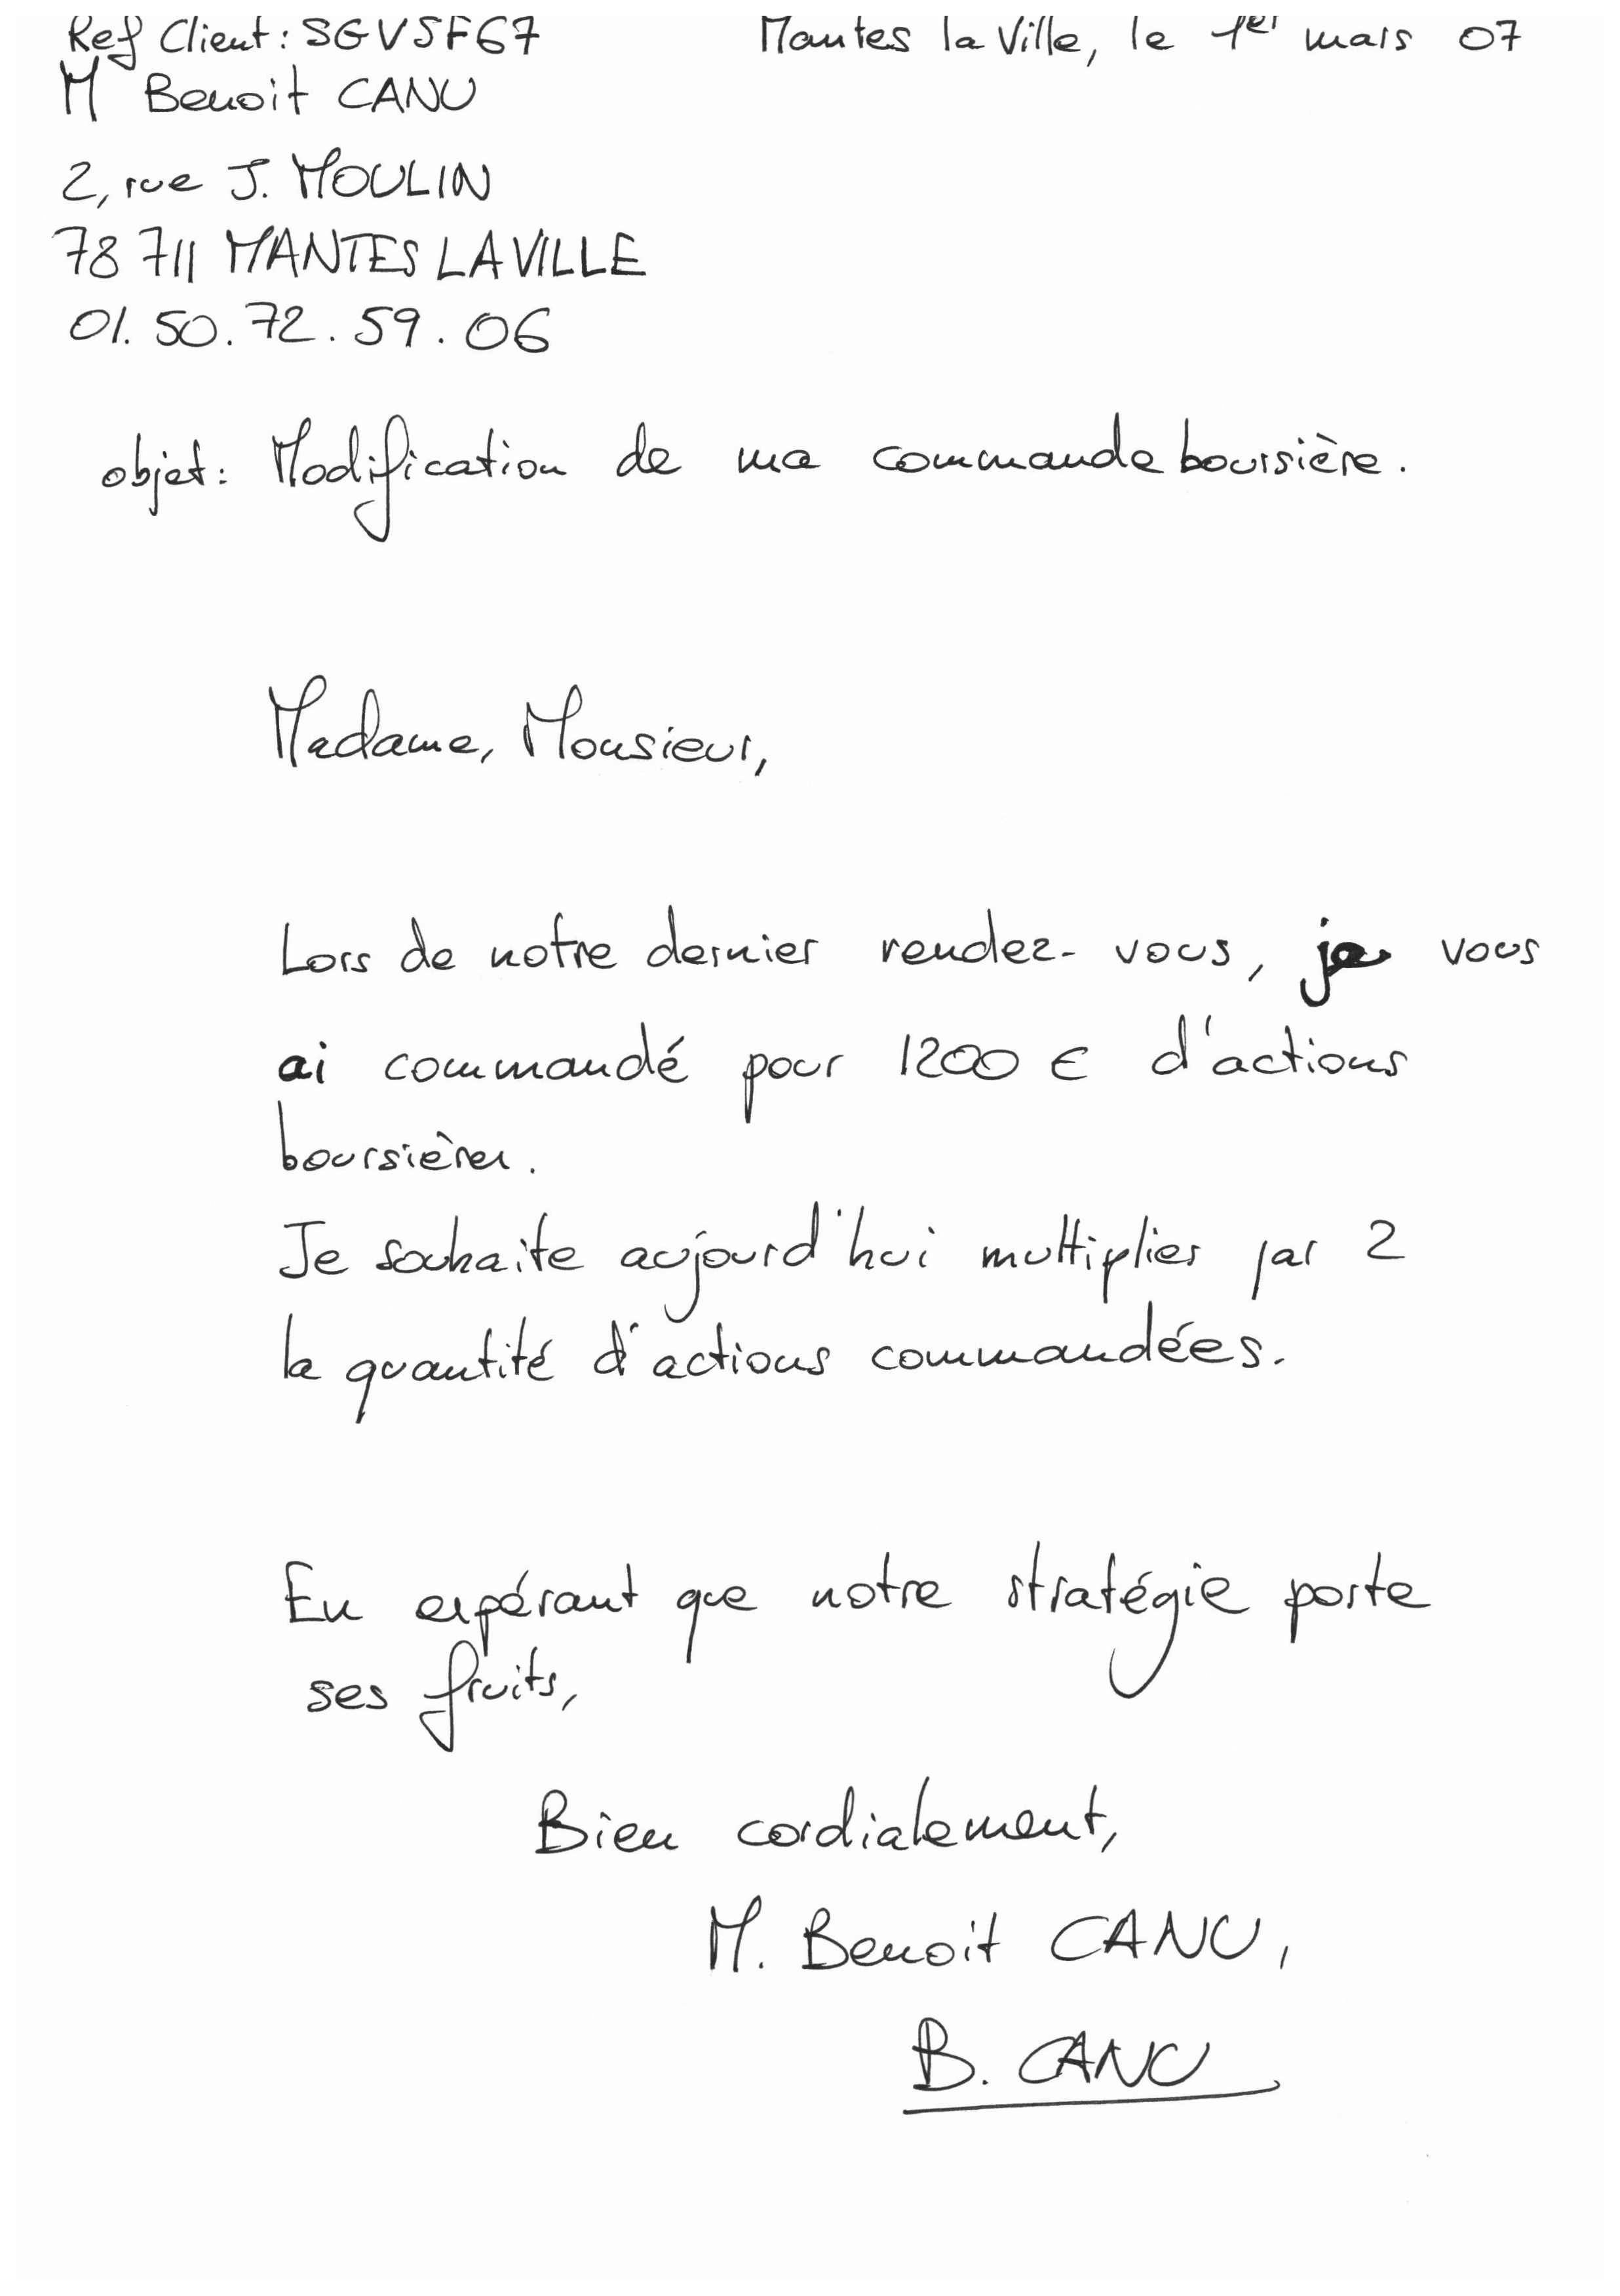 Ref Client : SGVSF67 Mantes la Ville, le 1er mars 07
M Benoit CANU
2, rue J. MOULIN
78 711 MANTES LA VILLE
01. 50. 72. 59. 06
objet : Modification de ma commande boursière.
Madame, Monsieur,
Lors de notre dernier rendez-vous, je vous
ai commandé pour 1200 € d'actions
boursières.
Je souhaite aujourd'hui multiplier par 2
la quantité d'actions commandées.
En espérant que notre stratégie porte
ses fruits,
Bien cordialement,
M. Benoit CANU,
B. CANU